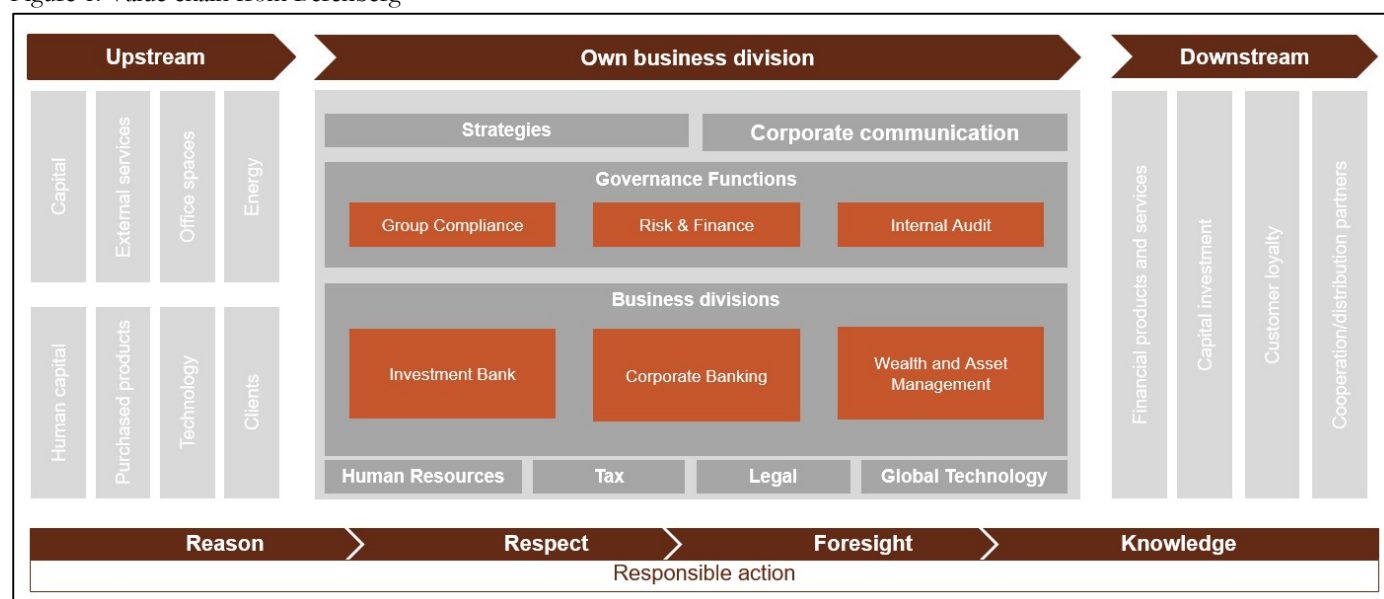 Upstream
Own business division
Downstream
Capital
External services
Office spaces
Energy
Human capital
Purchased products
Technology
Clients
Strategies
Corporate communication
Governance Functions
Group Compliance
Risk & Finance
Internal Audit
Business divisions
Investment Bank
Corporate Banking
Wealth and Asset
Management
Human Resources
Tax
Legal
Global Technology
Financial products and services
Capital investment
Customer loyalty
Cooperation/distribution partners
Reason
Respect
Foresight
Knowledge
Responsible action